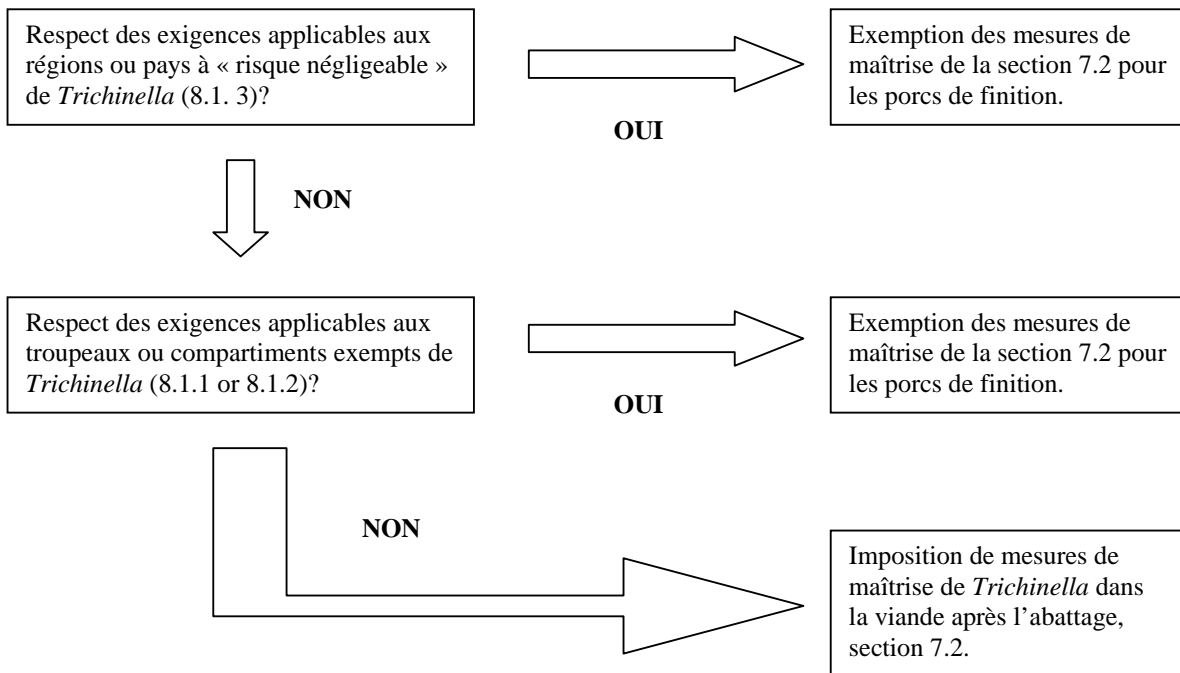 Respect des exigences applicables aux
régions ou pays à « risque négligeable »
de Trichinella (8.1. 3)?
Exemption des mesures de
maîtrise de la section 7.2 pour
les porcs de finition.
OUI
NON
Respect des exigences applicables aux
troupeaux ou compartiments exempts de
Trichinella (8.1.1 or 8.1.2)?
Exemption des mesures de
maîtrise de la section 7.2 pour
les porcs de finition.
OUI
NON
Imposition de mesures de
maîtrise de Trichinella dans
la viande après l’abattage,
section 7.2.